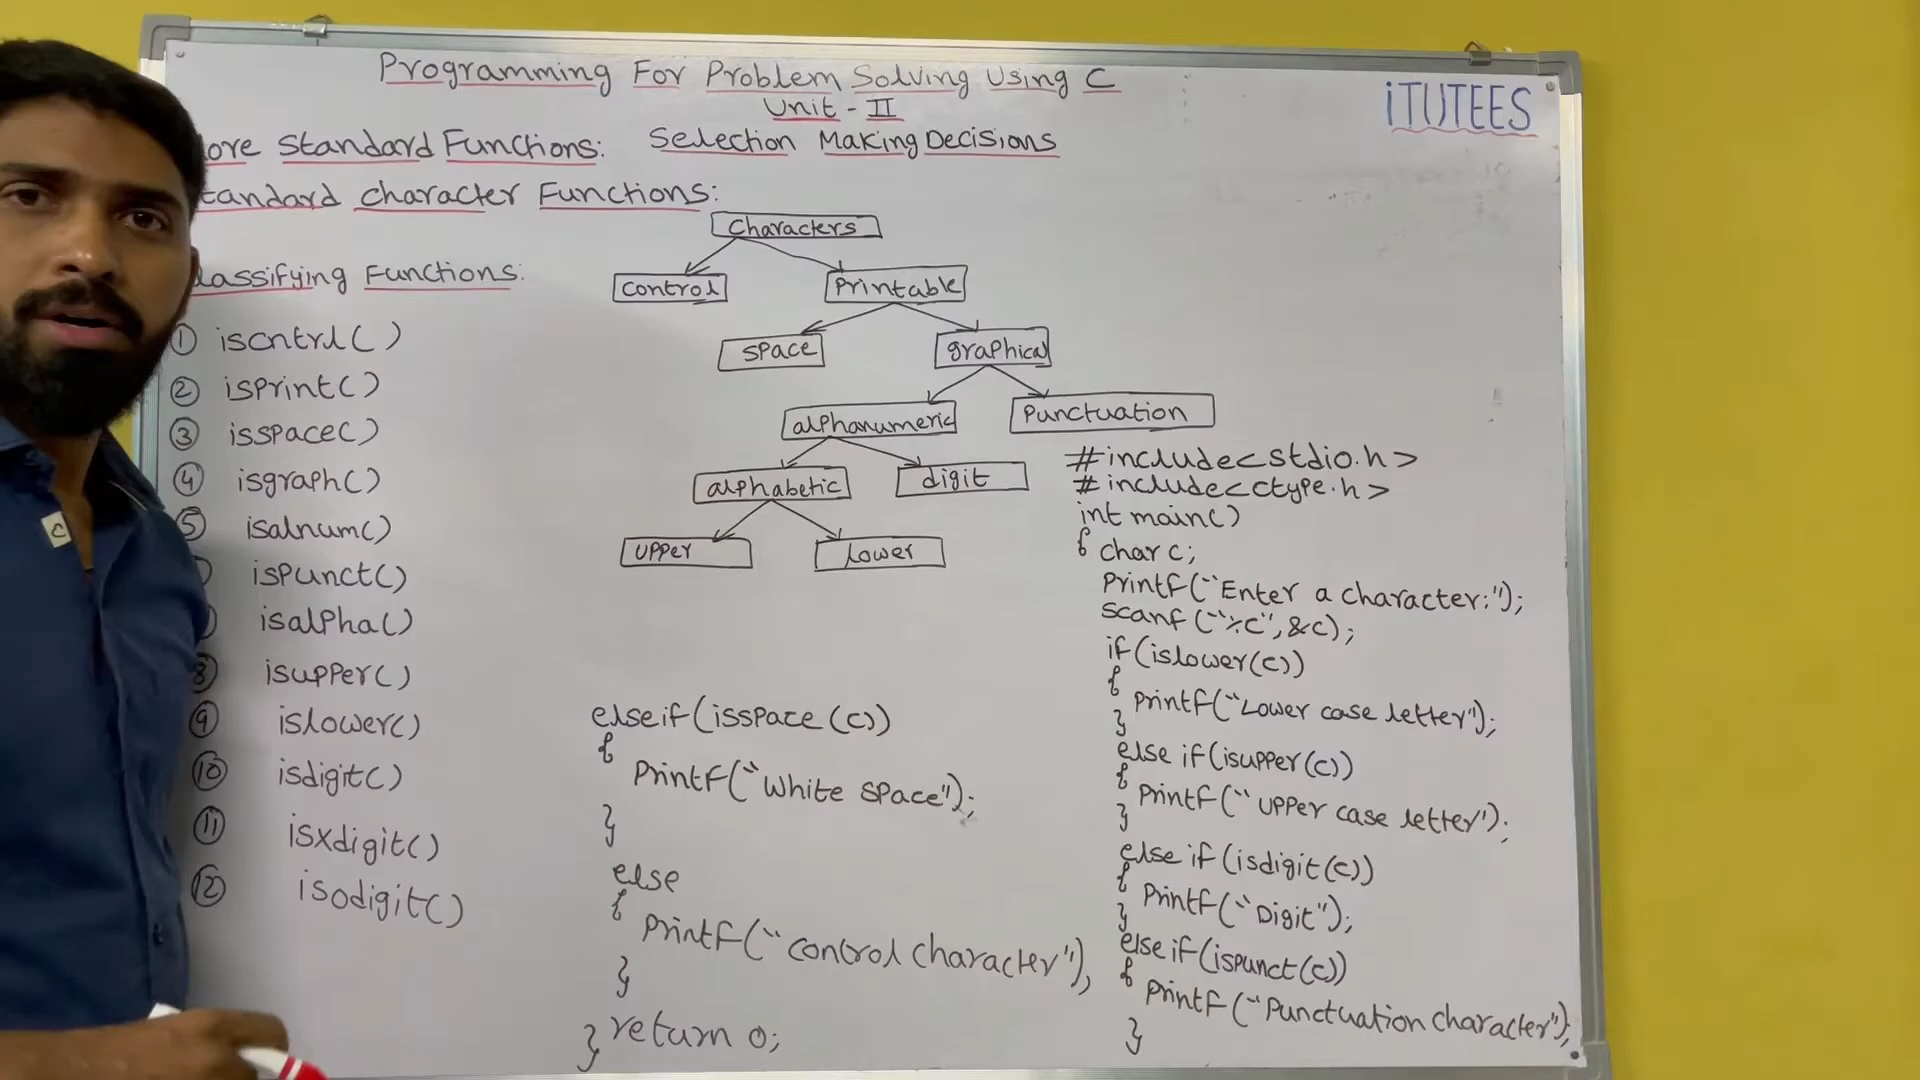 Programming For Problem Solving Using C
Unit - II
iTUTEES
ore Standard Functions: Selection Making Decisions
tandard character Functions:
lassifying Functions:
① iscntrl()
② isprint()
③ isspace()
④ isgraph()
⑤ isalnum()
ispunct()
isalpha()
⑧ isupper()
⑨ islower()
⑩ isdigit()
⑪ isxdigit()
⑫ isodigit()
Characters
control
Printable
space
graphical
alphanumeric
Punctuation
alphabetic
digit
upper
lower
#include<stdio.h>
#include<ctype.h>
int main()
{ char c;
printf("Enter a character:");
scanf("%c",&c);
if(islower(c))
{
printf("Lower case letter");
}
else if(isupper(c))
{
printf("upper case letter");
}
else if(isdigit(c))
{
printf("Digit");
}
else if(ispunct(c))
{
printf("Punctuation character");
}
elseif(isspace(c))
{
printf("White space");
}
else
{
printf("control character");
}
return 0;
}
C